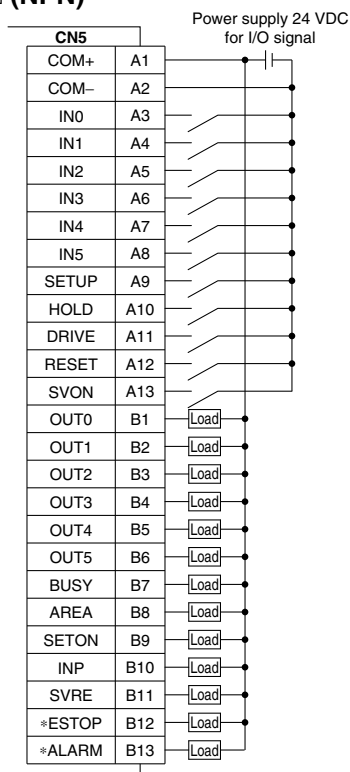 (NPN)
Power supply 24 VDC
for I/O signal
CN5
COM+ A1
COM− A2
IN0 A3
IN1 A4
IN2 A5
IN3 A6
IN4 A7
IN5 A8
SETUP A9
HOLD A10
DRIVE A11
RESET A12
SVON A13
OUT0 B1 Load
OUT1 B2 Load
OUT2 B3 Load
OUT3 B4 Load
OUT4 B5 Load
OUT5 B6 Load
BUSY B7 Load
AREA B8 Load
SETON B9 Load
INP B10 Load
SVRE B11 Load
*ESTOP B12 Load
*ALARM B13 Load